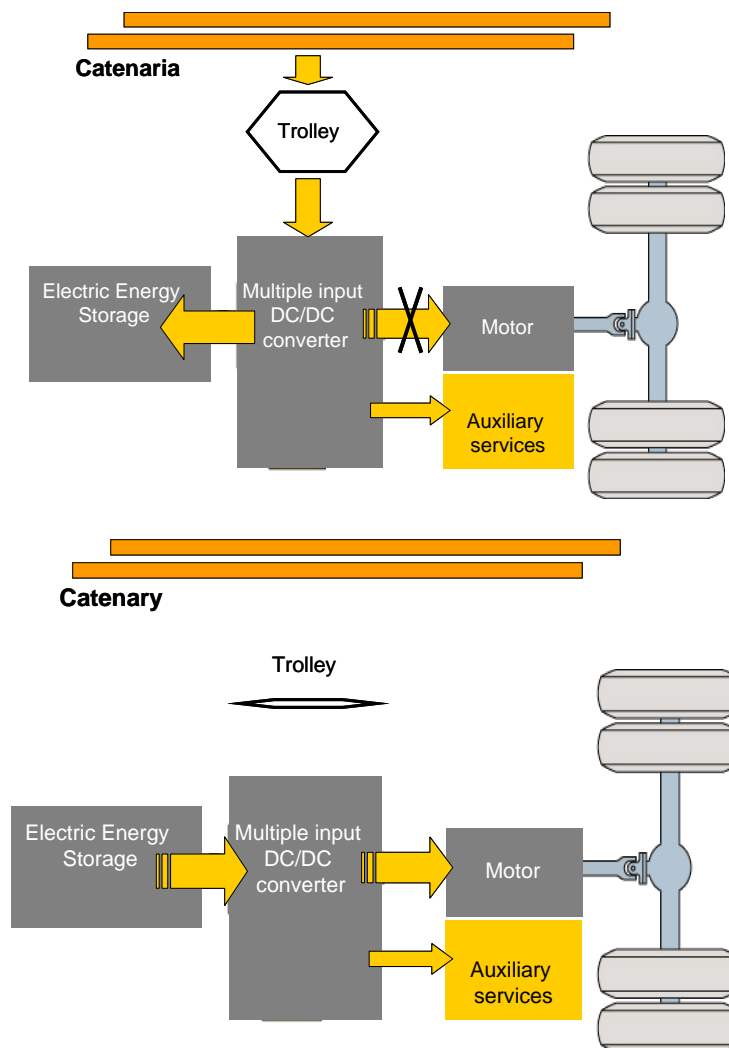 Catenaria
Trolley
Electric Energy
Storage
Multiple input
DC/DC
converter
Motor
Auxiliary
services
Catenary
Trolley
Electric Energy
Storage
Multiple input
DC/DC
converter
Motor
Auxiliary
services